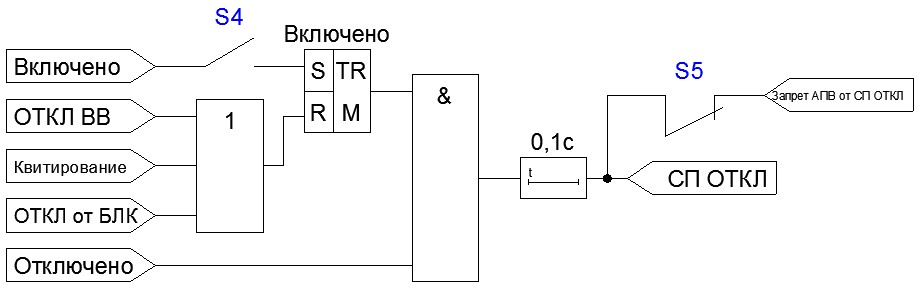 S4
Включено
Включено
S TR
R M
S5
Запрет АПВ от СП ОТКЛ
&
ОТКЛ ВВ
1
0,1с
t
Квитирование
СП ОТКЛ
ОТКЛ от БЛК
Отключено